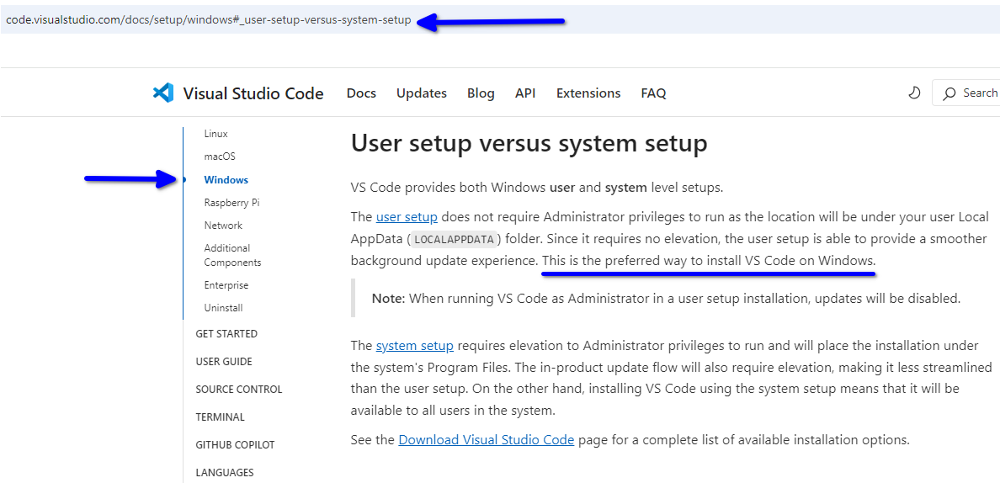 code.visualstudio.com/docs/setup/windows#_user-setup-versus-system-setup
Visual Studio Code Docs Updates Blog API Extensions FAQ Search
Linux
macOS
Windows
Raspberry Pi
Network
Additional
Components
Enterprise
Uninstall
GET STARTED
USER GUIDE
SOURCE CONTROL
TERMINAL
GITHUB COPILOT
LANGUAGES
User setup versus system setup
VS Code provides both Windows user and system level setups.
The user setup does not require Administrator privileges to run as the location will be under your user Local
AppData (LOCALAPPDATA) folder. Since it requires no elevation, the user setup is able to provide a smoother
background update experience. This is the preferred way to install VS Code on Windows.
Note: When running VS Code as Administrator in a user setup installation, updates will be disabled.
The system setup requires elevation to Administrator privileges to run and will place the installation under
the system's Program Files. The in-product update flow will also require elevation, making it less streamlined
than the user setup. On the other hand, installing VS Code using the system setup means that it will be
available to all users in the system.
See the Download Visual Studio Code page for a complete list of available installation options.